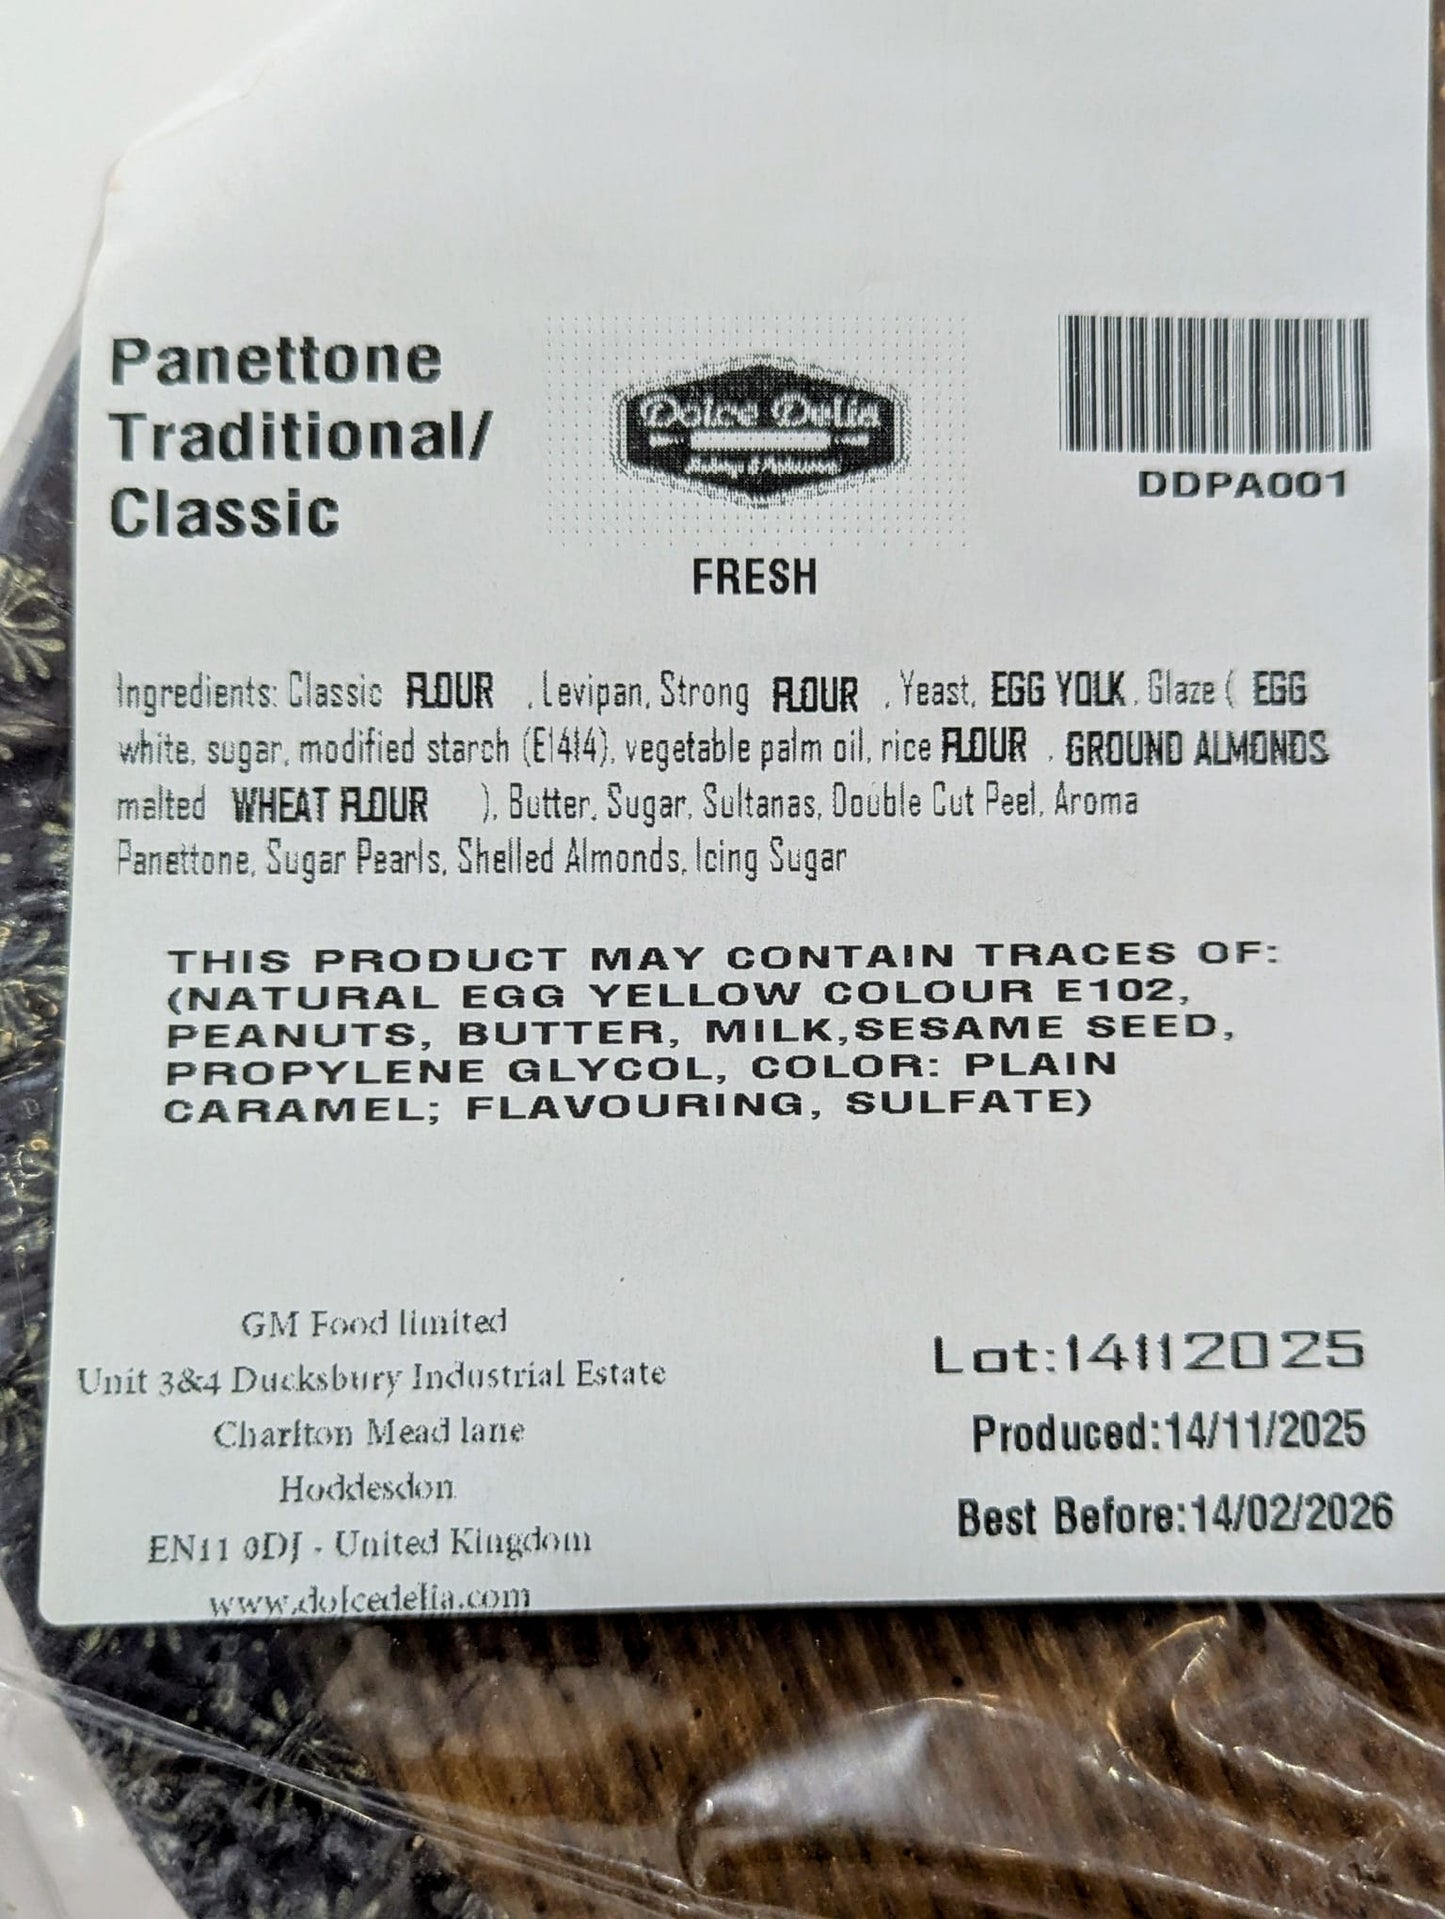 Panettone
Traditional/
Classic
Dolce Delia
FRESH
DDPA001
Ingredients: Classic FLOUR , Levipan, Strong FLOUR , Yeast, EGG YOLK, Glaze ( EGG
white, sugar, modified starch (E1414), vegetable palm oil, rice FLOUR , GROUND ALMONDS
malted WHEAT FLOUR ), Butter, Sugar, Sultanas, Double Cut Peel, Aroma
Panettone, Sugar Pearls, Shelled Almonds, Icing Sugar
THIS PRODUCT MAY CONTAIN TRACES OF:
(NATURAL EGG YELLOW COLOUR E102,
PEANUTS, BUTTER, MILK,SESAME SEED,
PROPYLENE GLYCOL, COLOR: PLAIN
CARAMEL; FLAVOURING, SULFATE)
GM Food limited
Unit 3&4 Ducksbury Industrial Estate
Charlton Mead lane
Hoddesdon
EN11 0DJ - United Kingdom
www.dolcedelia.com
Lot:14112025
Produced:14/11/2025
Best Before:14/02/2026